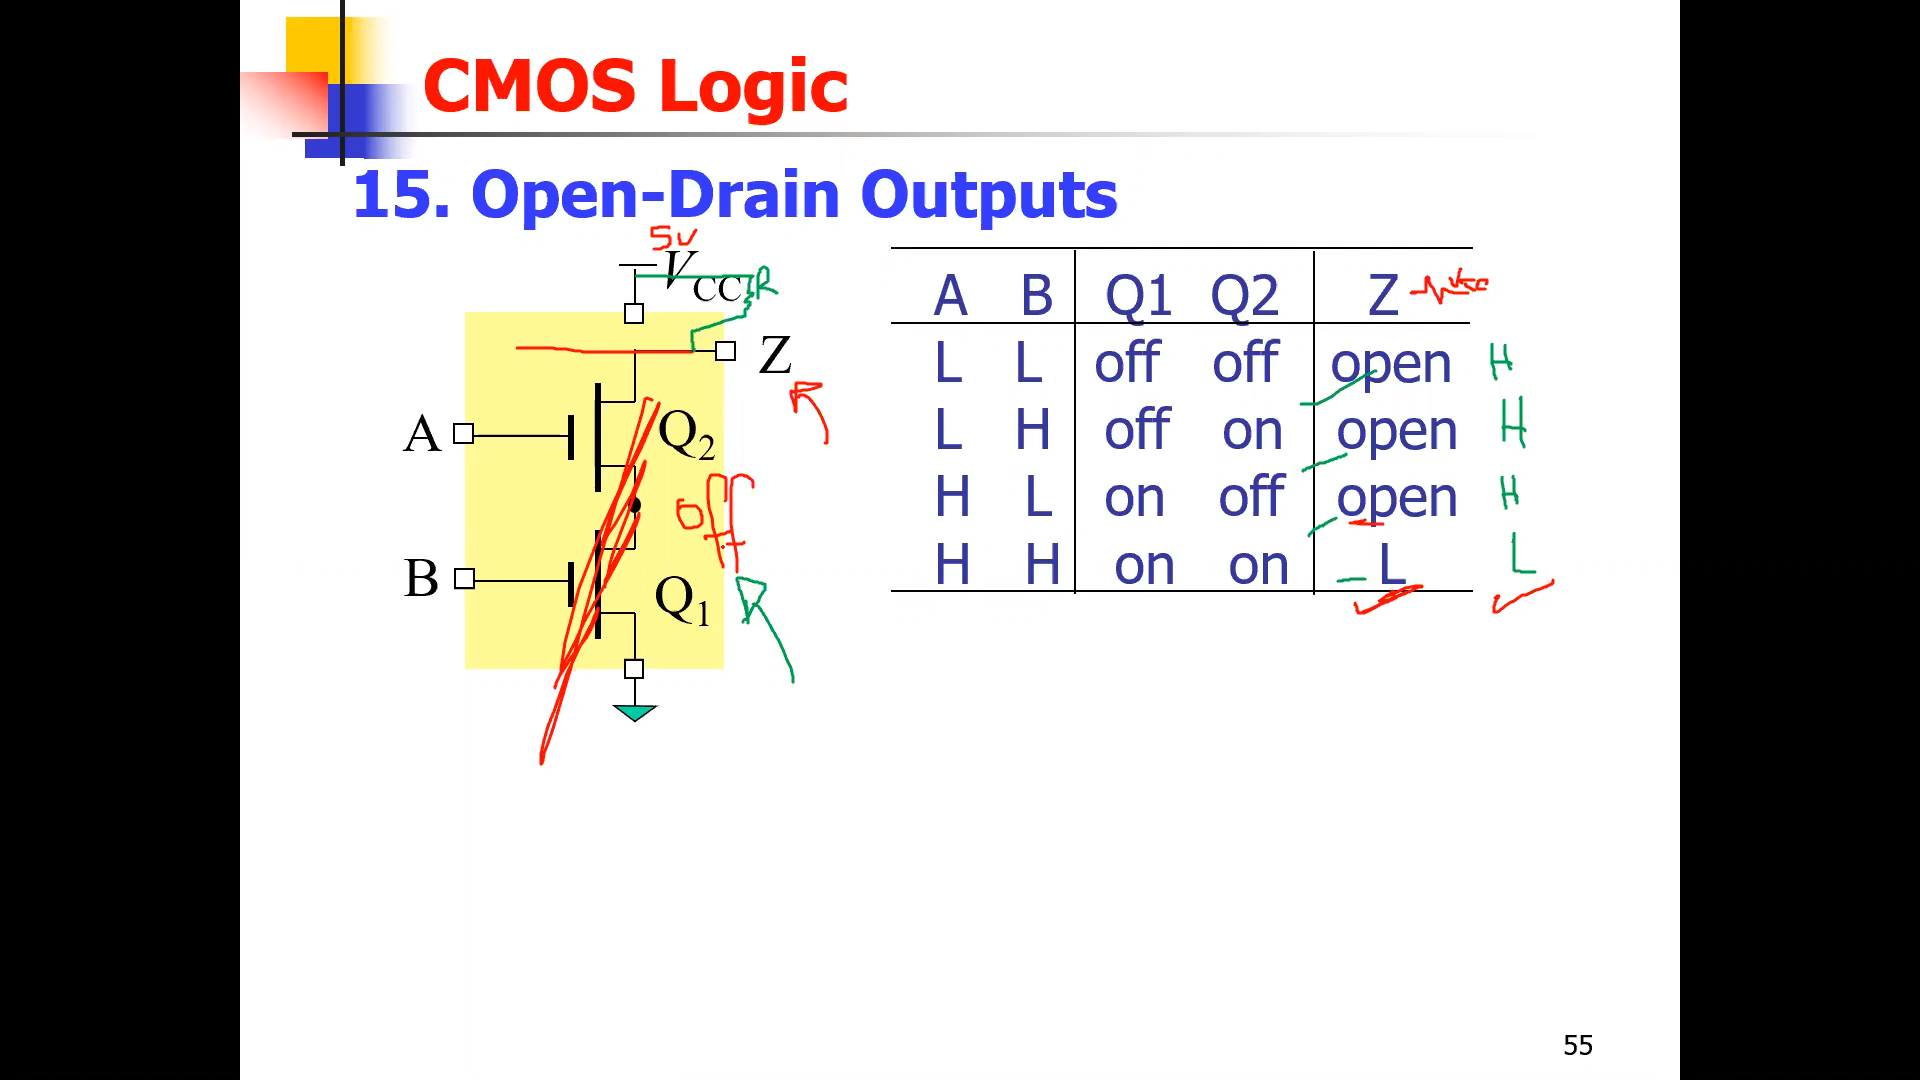 CMOS Logic
15. Open-Drain Outputs
5v
VCC
R
Z
A
Q2
off
B
Q1
A B Q1 Q2 Z Vcc
L L off off open H
L H off on open H
H L on off open H
H H on on L L
55